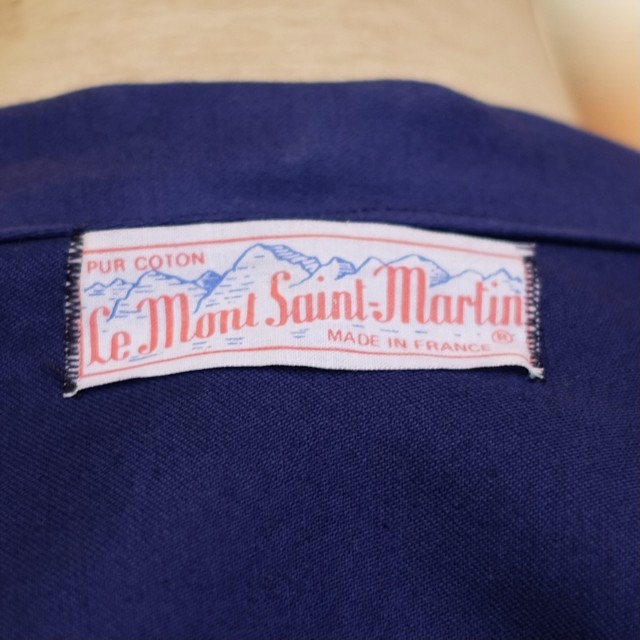 PUR COTON
Le Mont Saint-Martin
MADE IN FRANCE ®